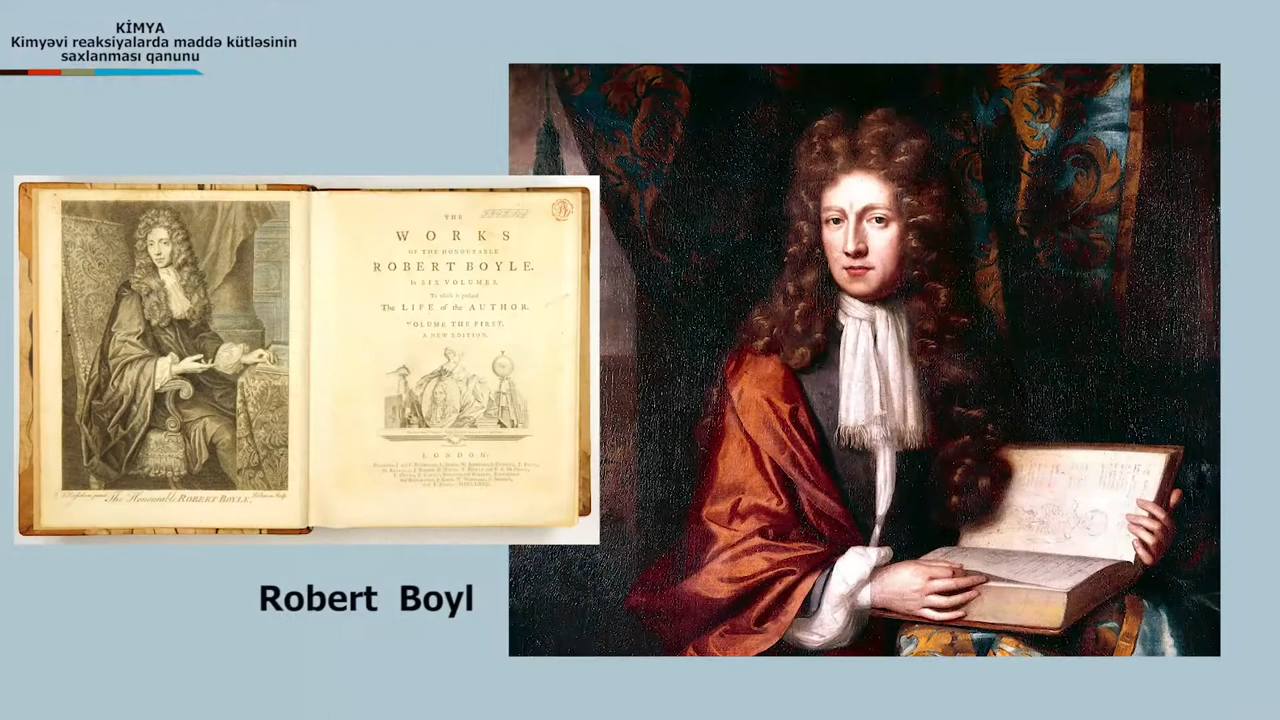 KİMYA
Kimyəvi reaksiyalarda maddə kütləsinin
saxlanması qanunu
THE
WORKS
OF THE HONOURABLE
ROBERT BOYLE.
In SIX VOLUMES.
To which is prefixed
The LIFE of the AUTHOR.
VOLUME THE FIRST.
A NEW EDITION.
LONDON:
The Honourable ROBERT BOYLE,
Robert Boyl